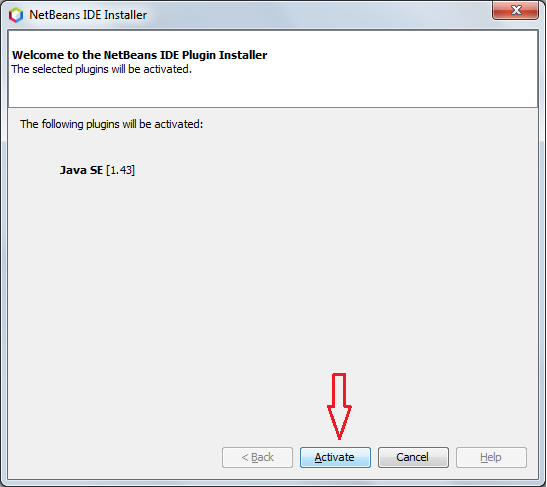 NetBeans IDE Installer
Welcome to the NetBeans IDE Plugin Installer
The selected plugins will be activated.
The following plugins will be activated:
Java SE [1.43]
< Back Activate Cancel Help